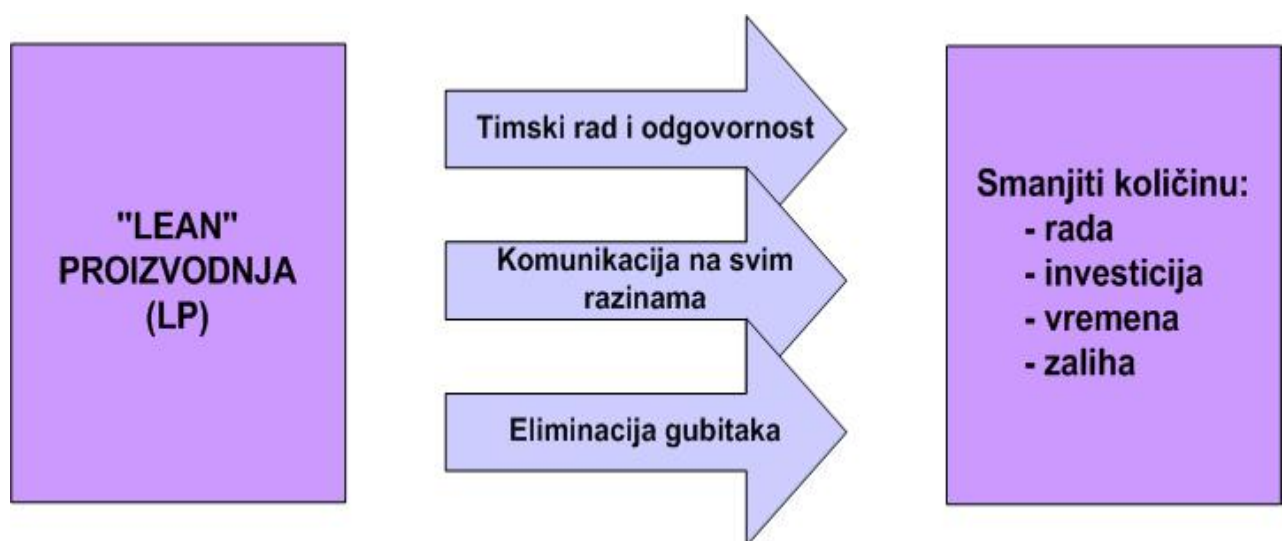 "LEAN"
PROIZVODNJA
(LP)
Timski rad i odgovornost
Komunikacija na svim
razinama
Eliminacija gubitaka
Smanjiti količinu:
- rada
- investicija
- vremena
- zaliha